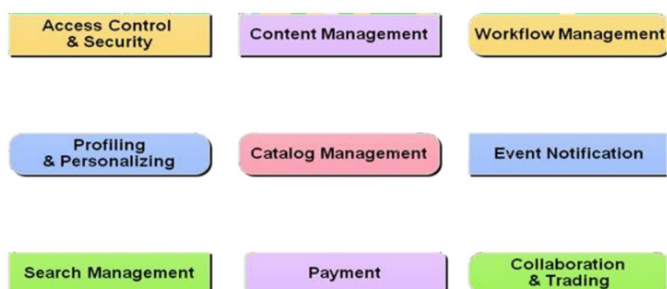 Access Control
& Security
Content Management
Workflow Management
Profiling
& Personalizing
Catalog Management
Event Notification
Search Management
Payment
Collaboration
& Trading